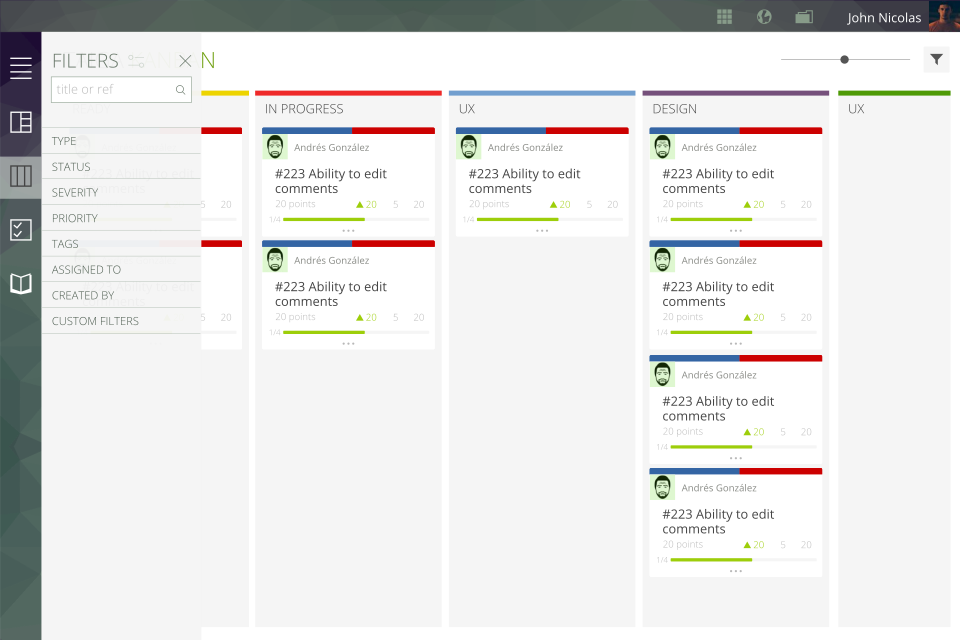 John Nicolas
FILTERS
N
title or ref
TYPE
STATUS
SEVERITY
PRIORITY
TAGS
ASSIGNED TO
CREATED BY
CUSTOM FILTERS
READY
5 20
5 20
IN PROGRESS
Andrés González
#223 Ability to edit
comments
20 points 20 5 20
1/4
Andrés González
#223 Ability to edit
comments
20 points 20 5 20
1/4
UX
Andrés González
#223 Ability to edit
comments
20 points 20 5 20
1/4
DESIGN
Andrés González
#223 Ability to edit
comments
20 points 20 5 20
1/4
Andrés González
#223 Ability to edit
comments
20 points 20 5 20
1/4
Andrés González
#223 Ability to edit
comments
20 points 20 5 20
1/4
Andrés González
#223 Ability to edit
comments
20 points 20 5 20
1/4
UX